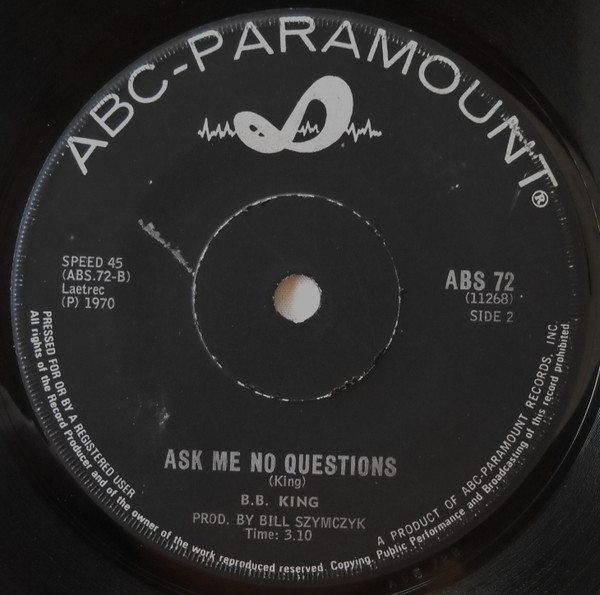 ABC-PARAMOUNT®
SPEED 45
(ABS.72-B)
Laetrec
(P) 1970
ABS 72
(11268)
SIDE 2
ASK ME NO QUESTIONS
(King)
B.B. KING
PROD. BY BILL SZYMCZYK
Time: 3.10
PRESSED FOR OR BY A REGISTERED USER
A PRODUCT OF ABC-PARAMOUNT RECORDS, INC.
All rights of the Record Producer and of the owner of the work reproduced reserved. Copying, Public Performance and Broadcasting of this record prohibited.